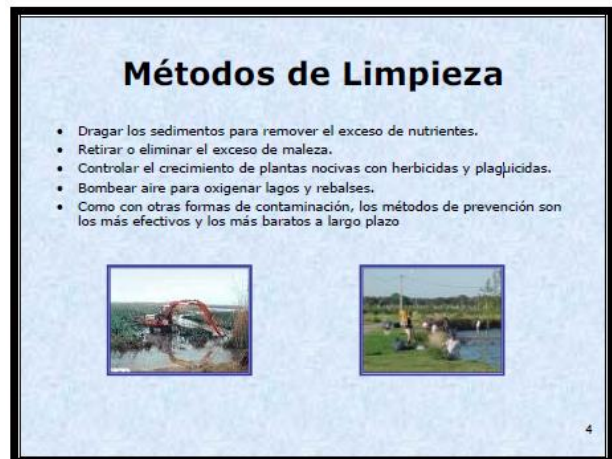 Métodos de Limpieza
• Dragar los sedimentos para remover el exceso de nutrientes.
• Retirar o eliminar el exceso de maleza.
• Controlar el crecimiento de plantas nocivas con herbicidas y plaguicidas.
• Bombear aire para oxigenar lagos y rebalses.
• Como con otras formas de contaminación, los métodos de prevención son
los más efectivos y los más baratos a largo plazo
4